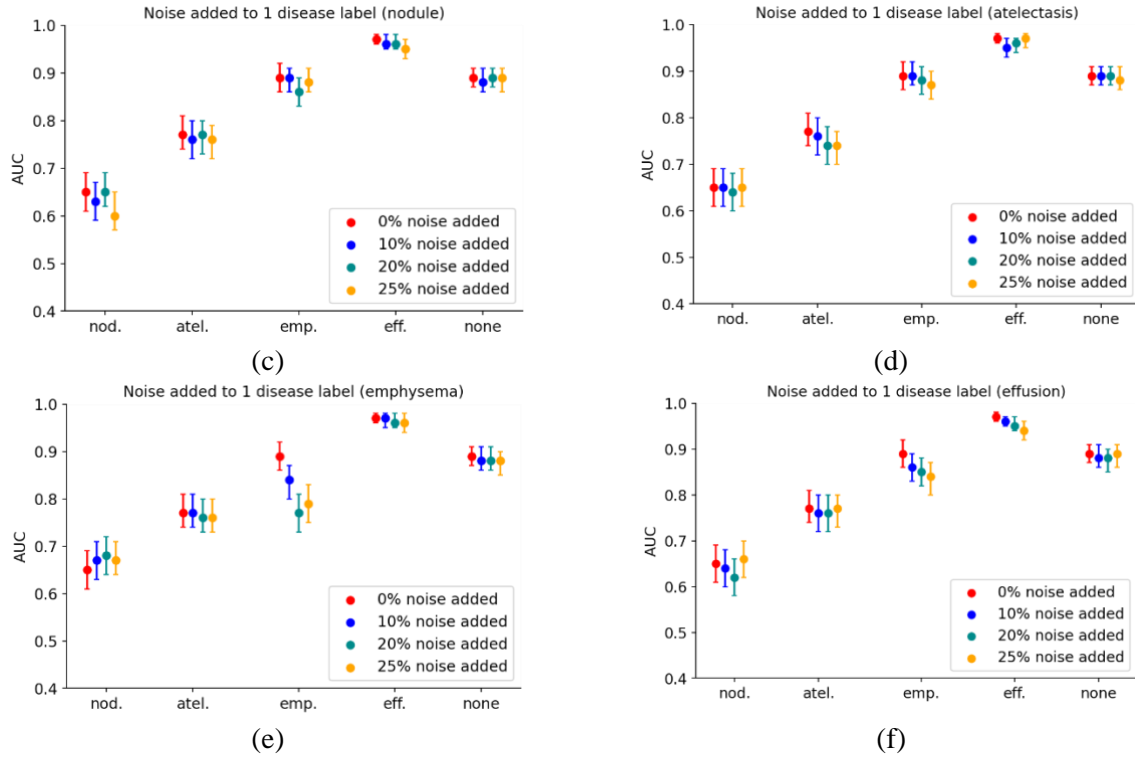 Noise added to 1 disease label (nodule)
1.0
0.9
0.8
0.7
0.6
0.5
0.4
AUC
0% noise added
10% noise added
20% noise added
25% noise added
nod. atel. emp. eff. none
(c)
Noise added to 1 disease label (atelectasis)
1.0
0.9
0.8
0.7
0.6
0.5
0.4
AUC
0% noise added
10% noise added
20% noise added
25% noise added
nod. atel. emp. eff. none
(d)
Noise added to 1 disease label (emphysema)
1.0
0.9
0.8
0.7
0.6
0.5
0.4
AUC
0% noise added
10% noise added
20% noise added
25% noise added
nod. atel. emp. eff. none
(e)
Noise added to 1 disease label (effusion)
1.0
0.9
0.8
0.7
0.6
0.5
0.4
AUC
0% noise added
10% noise added
20% noise added
25% noise added
nod. atel. emp. eff. none
(f)